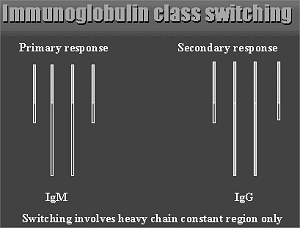 Immunoglobulin class switching
Primary response Secondary response
IgM IgG
Switching involves heavy chain constant region only